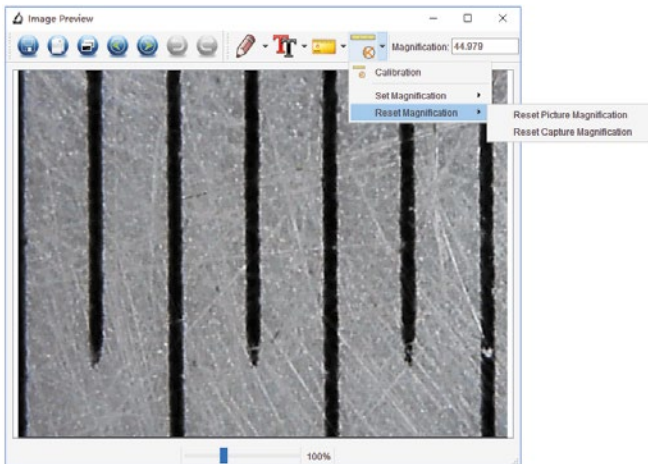 Image Preview
Magnification: 44.979
Calibration
Set Magnification
Reset Magnification
Reset Picture Magnification
Reset Capture Magnification
100%